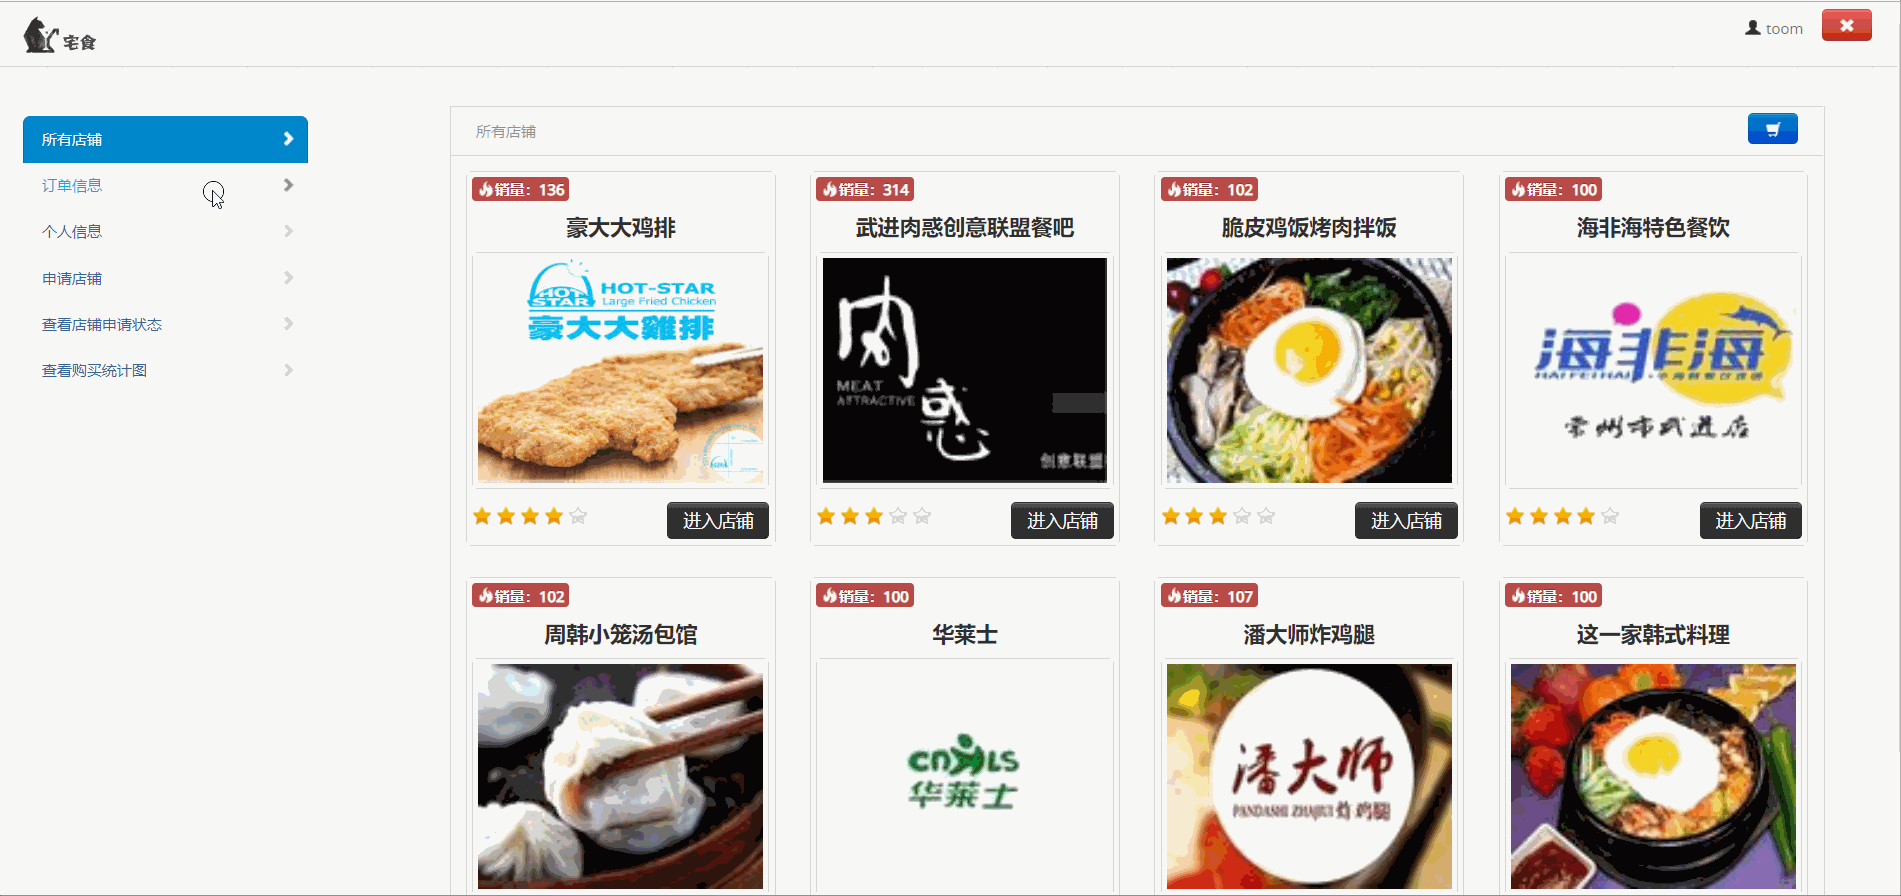 宅食
toom
所有店铺
订单信息
个人信息
申请店铺
查看店铺申请状态
查看购买统计图
所有店铺
销量：136
豪大大鸡排
HOT-STAR
HOT-STAR
Large Fried Chicken
豪大大雞排
进入店铺
销量：314
武进肉惑创意联盟餐吧
肉
MEAT
ATTRACTIVE
惑
创意联盟
进入店铺
销量：102
脆皮鸡饭烤肉拌饭
进入店铺
销量：100
海非海特色餐饮
海非海
常州市武进店
进入店铺
销量：102
周韩小笼汤包馆
销量：100
华莱士
华莱士
销量：107
潘大师炸鸡腿
潘大师
炸鸡腿
销量：100
这一家韩式料理